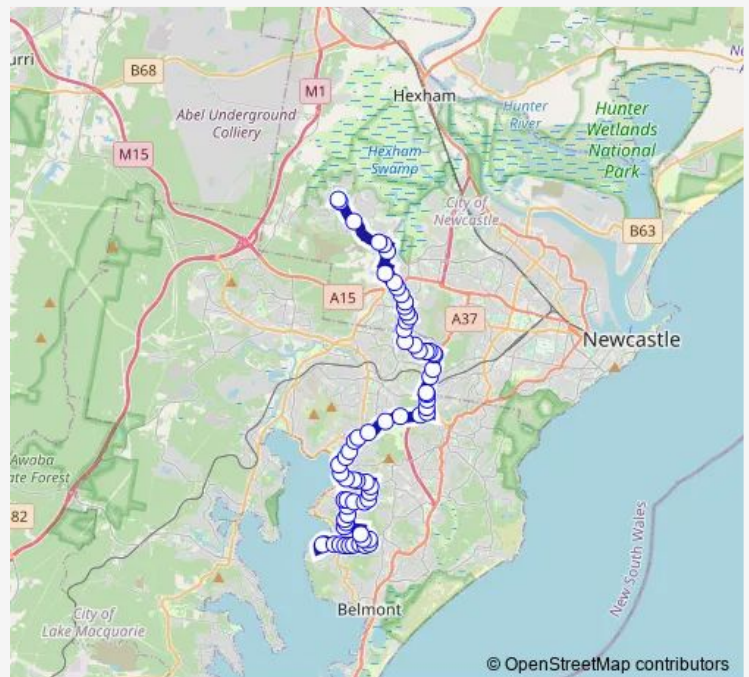 urri
B68
M1
Hexham
Abel Underground
Colliery
Hunter
River
Hunter
Wetlands
National
Park
M15
Hexham
Swamp
City of
Newcastle
B63
A15
A37
Newcastle
Awaba
ate Forest
82
New South Wales
City of
Lake Macquarie
Belmont
© OpenStreetMap contributors